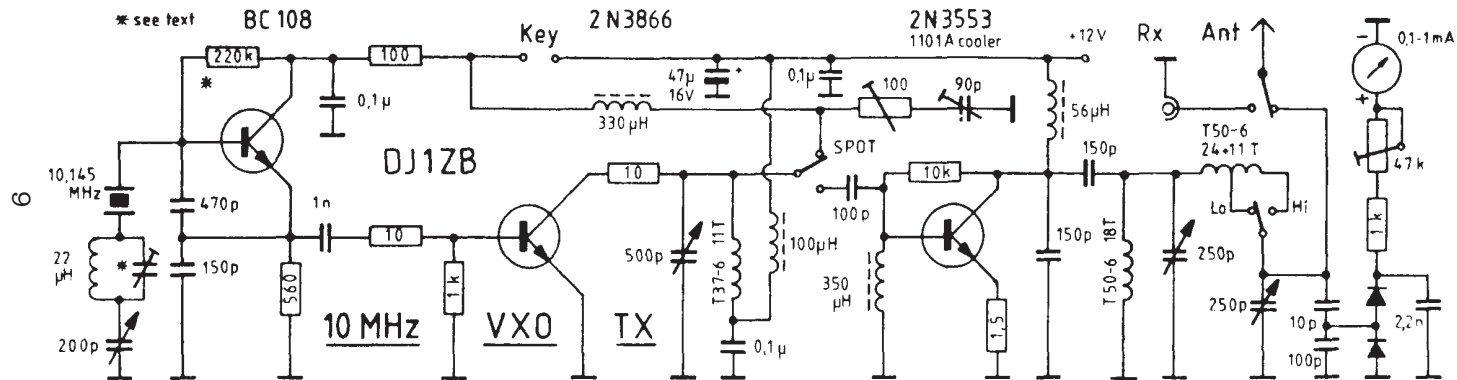 * see text
BC 108
2N3866
2N3553
1101A cooler
Key
+12V
Rx
Ant
-
0,1-1mA
+
220k
*
100
0,1µ
47µ
16V
+
0,1µ
100
90p
330µH
56µH
T50-6
24+11 T
47k
DJ1ZB
SPOT
10,145
MHz
470p
1n
10
10k
150p
Lo
Hi
100p
1k
22
µH
*
150p
10
560
1k
500p
T37-6 11T
100µH
350
µH
1,5
150p
T50-6 18T
250p
250p
10p
100p
2,2n
200p
10 MHz
VXO
TX
0,1µ
6